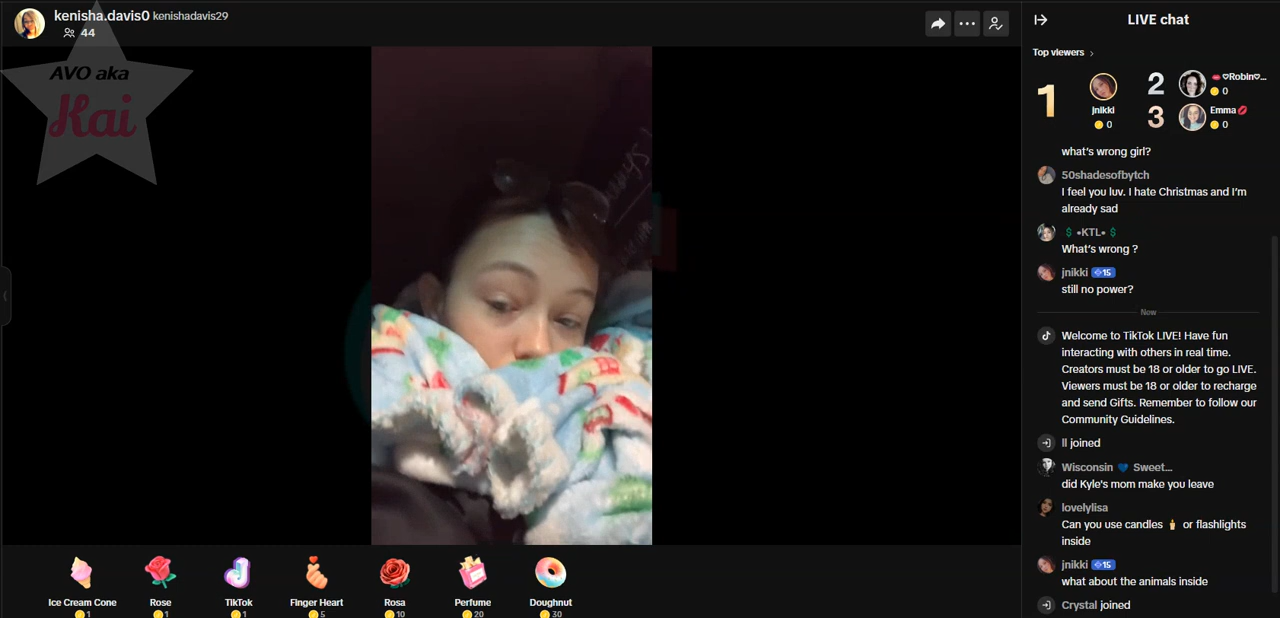 kenisha.davis0 kenishadavis29
44
AVO aka
Kai
LIVE chat
Top viewers
1
jnikki
0
2
♡Robin♡...
0
3
Emma💋
0
what's wrong girl?
50shadesofbytch
I feel you luv. I hate Christmas and I'm
already sad
💲•KTL•💲
What's wrong ?
jnikki 15
still no power?
Now
Welcome to TikTok LIVE! Have fun
interacting with others in real time.
Creators must be 18 or older to go LIVE.
Viewers must be 18 or older to recharge
and send Gifts. Remember to follow our
Community Guidelines.
ll joined
Wisconsin 💙 Sweet...
did Kyle's mom make you leave
lovelylisa
Can you use candles 🕯 or flashlights
inside
jnikki 15
what about the animals inside
Crystal joined
Ice Cream Cone
1
Rose
1
TikTok
1
Finger Heart
5
Rosa
10
Perfume
20
Doughnut
30